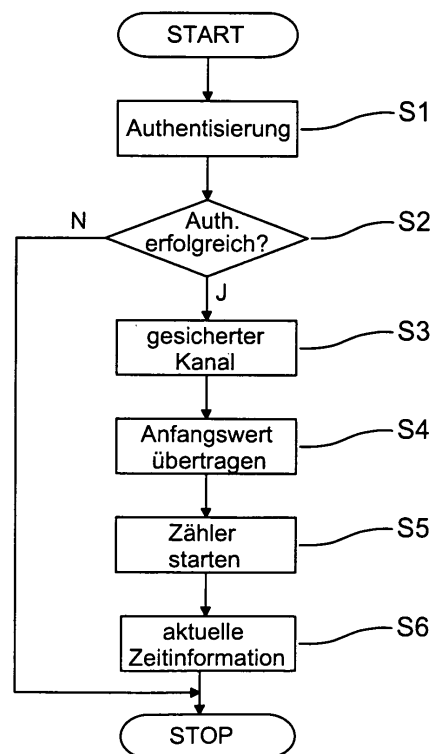 START
Authentisierung
S1
N
Auth.
erfolgreich?
S2
J
gesicherter
Kanal
S3
Anfangswert
übertragen
S4
Zähler
starten
S5
aktuelle
Zeitinformation
S6
STOP